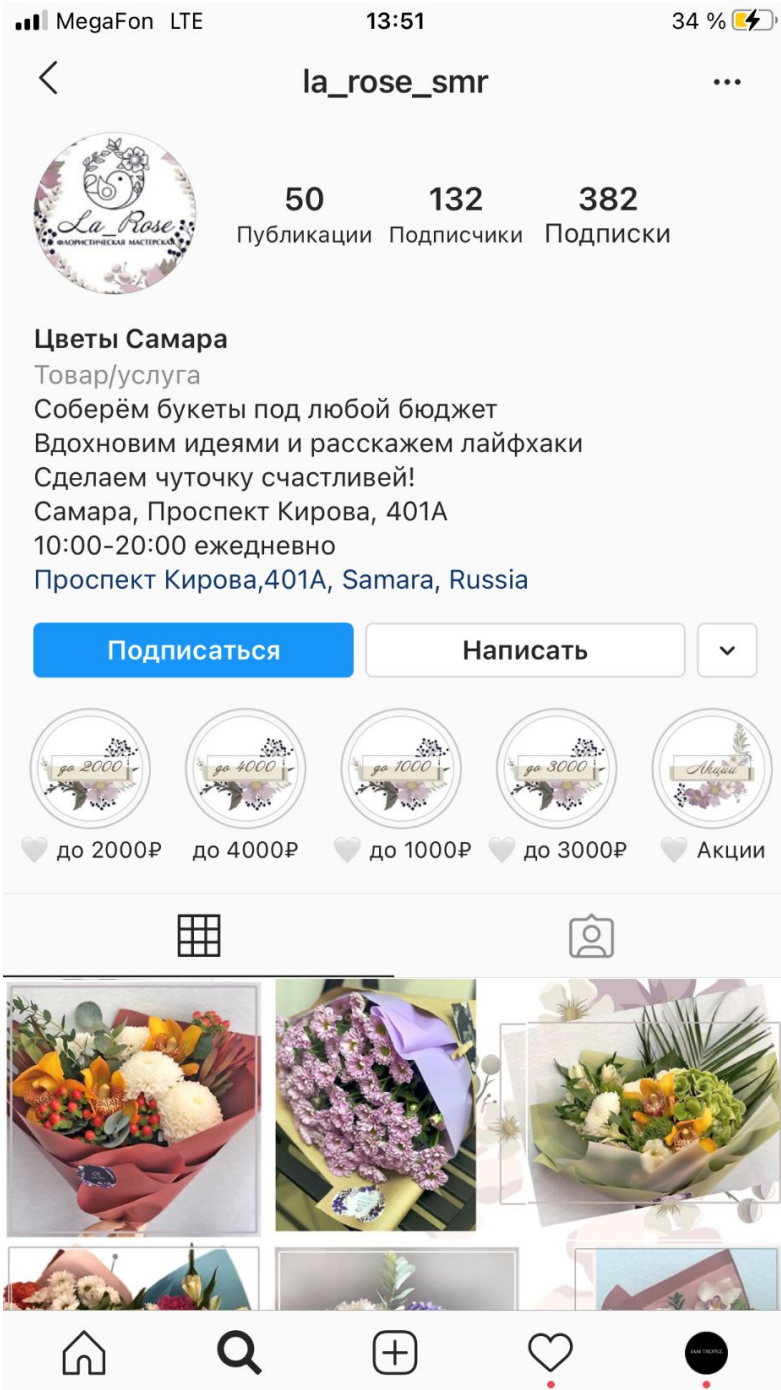 MegaFon LTE 13:51 34 %
la_rose_smr
La_Rose
ФЛОРИСТИЧЕСКАЯ МАСТЕРСКАЯ
50 132 382
Публикации Подписчики Подписки
Цветы Самара
Товар/услуга
Соберём букеты под любой бюджет
Вдохновим идеями и расскажем лайфхаки
Сделаем чуточку счастливей!
Самара, Проспект Кирова, 401А
10:00-20:00 ежедневно
Проспект Кирова,401А, Samara, Russia
Подписаться Написать
до 2000 до 4000 до 1000 до 3000 Акции
до 2000₽ до 4000₽ до 1000₽ до 3000₽ Акции
IAM TROPEZ